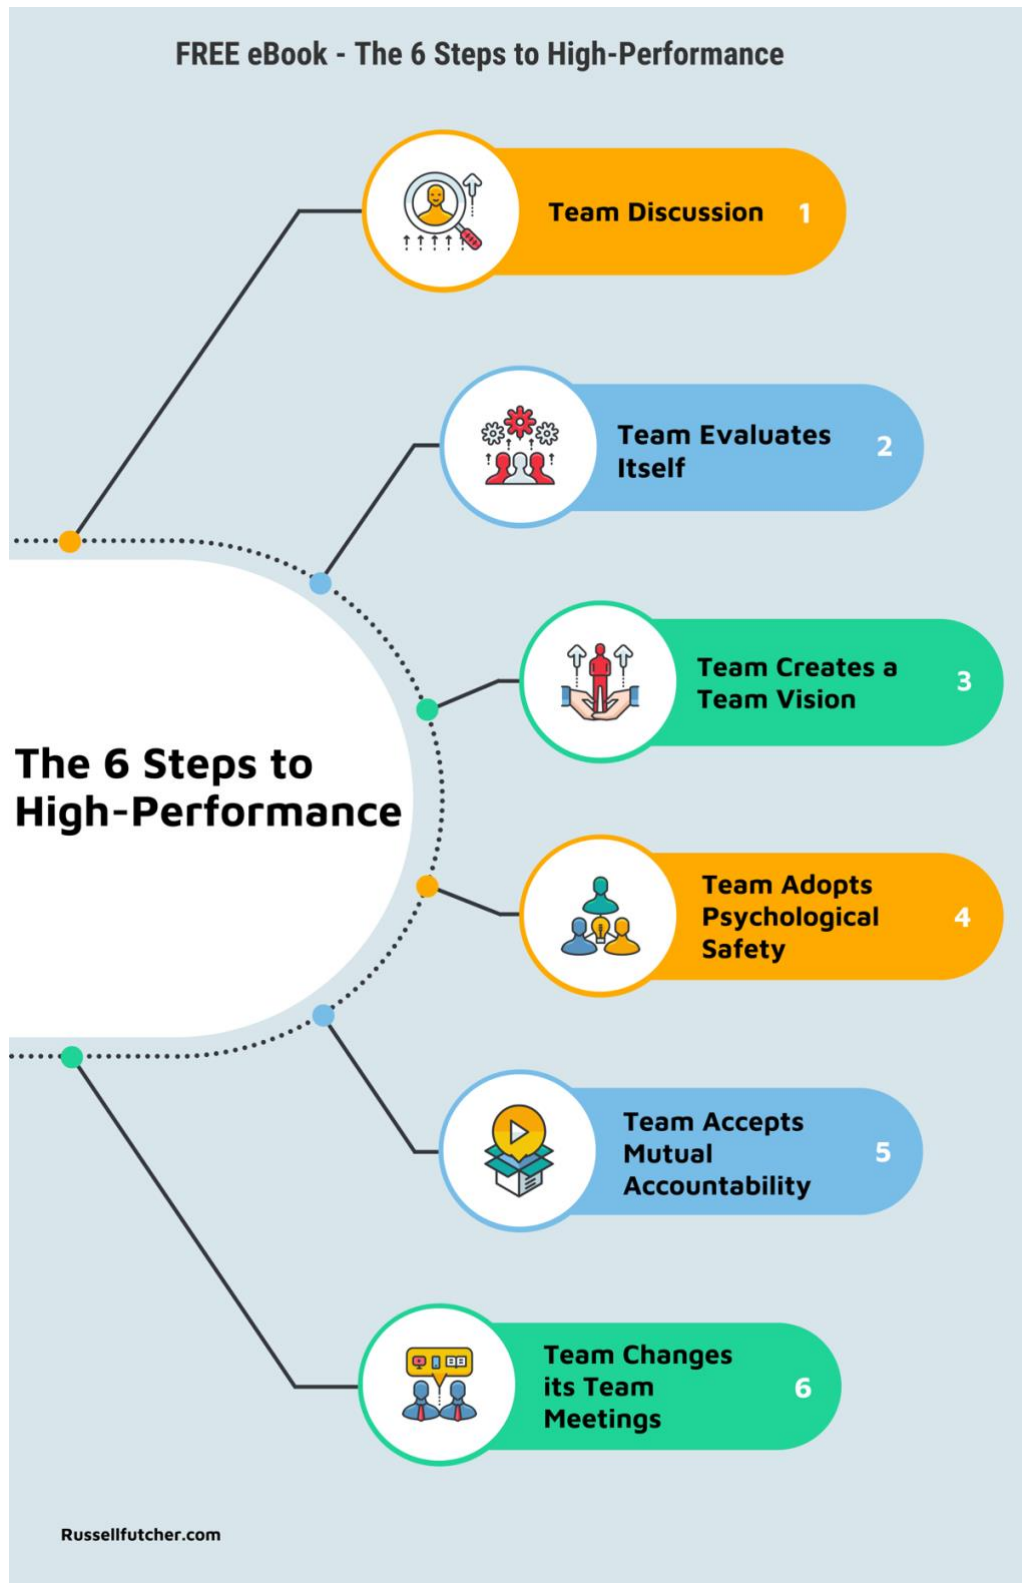 FREE eBook - The 6 Steps to High-Performance
Team Discussion 1
Team Evaluates
Itself
2
Team Creates a
Team Vision
3
The 6 Steps to
High-Performance
Team Adopts
Psychological
Safety
4
Team Accepts
Mutual
Accountability
5
Team Changes
its Team
Meetings
6
Russellfutcher.com